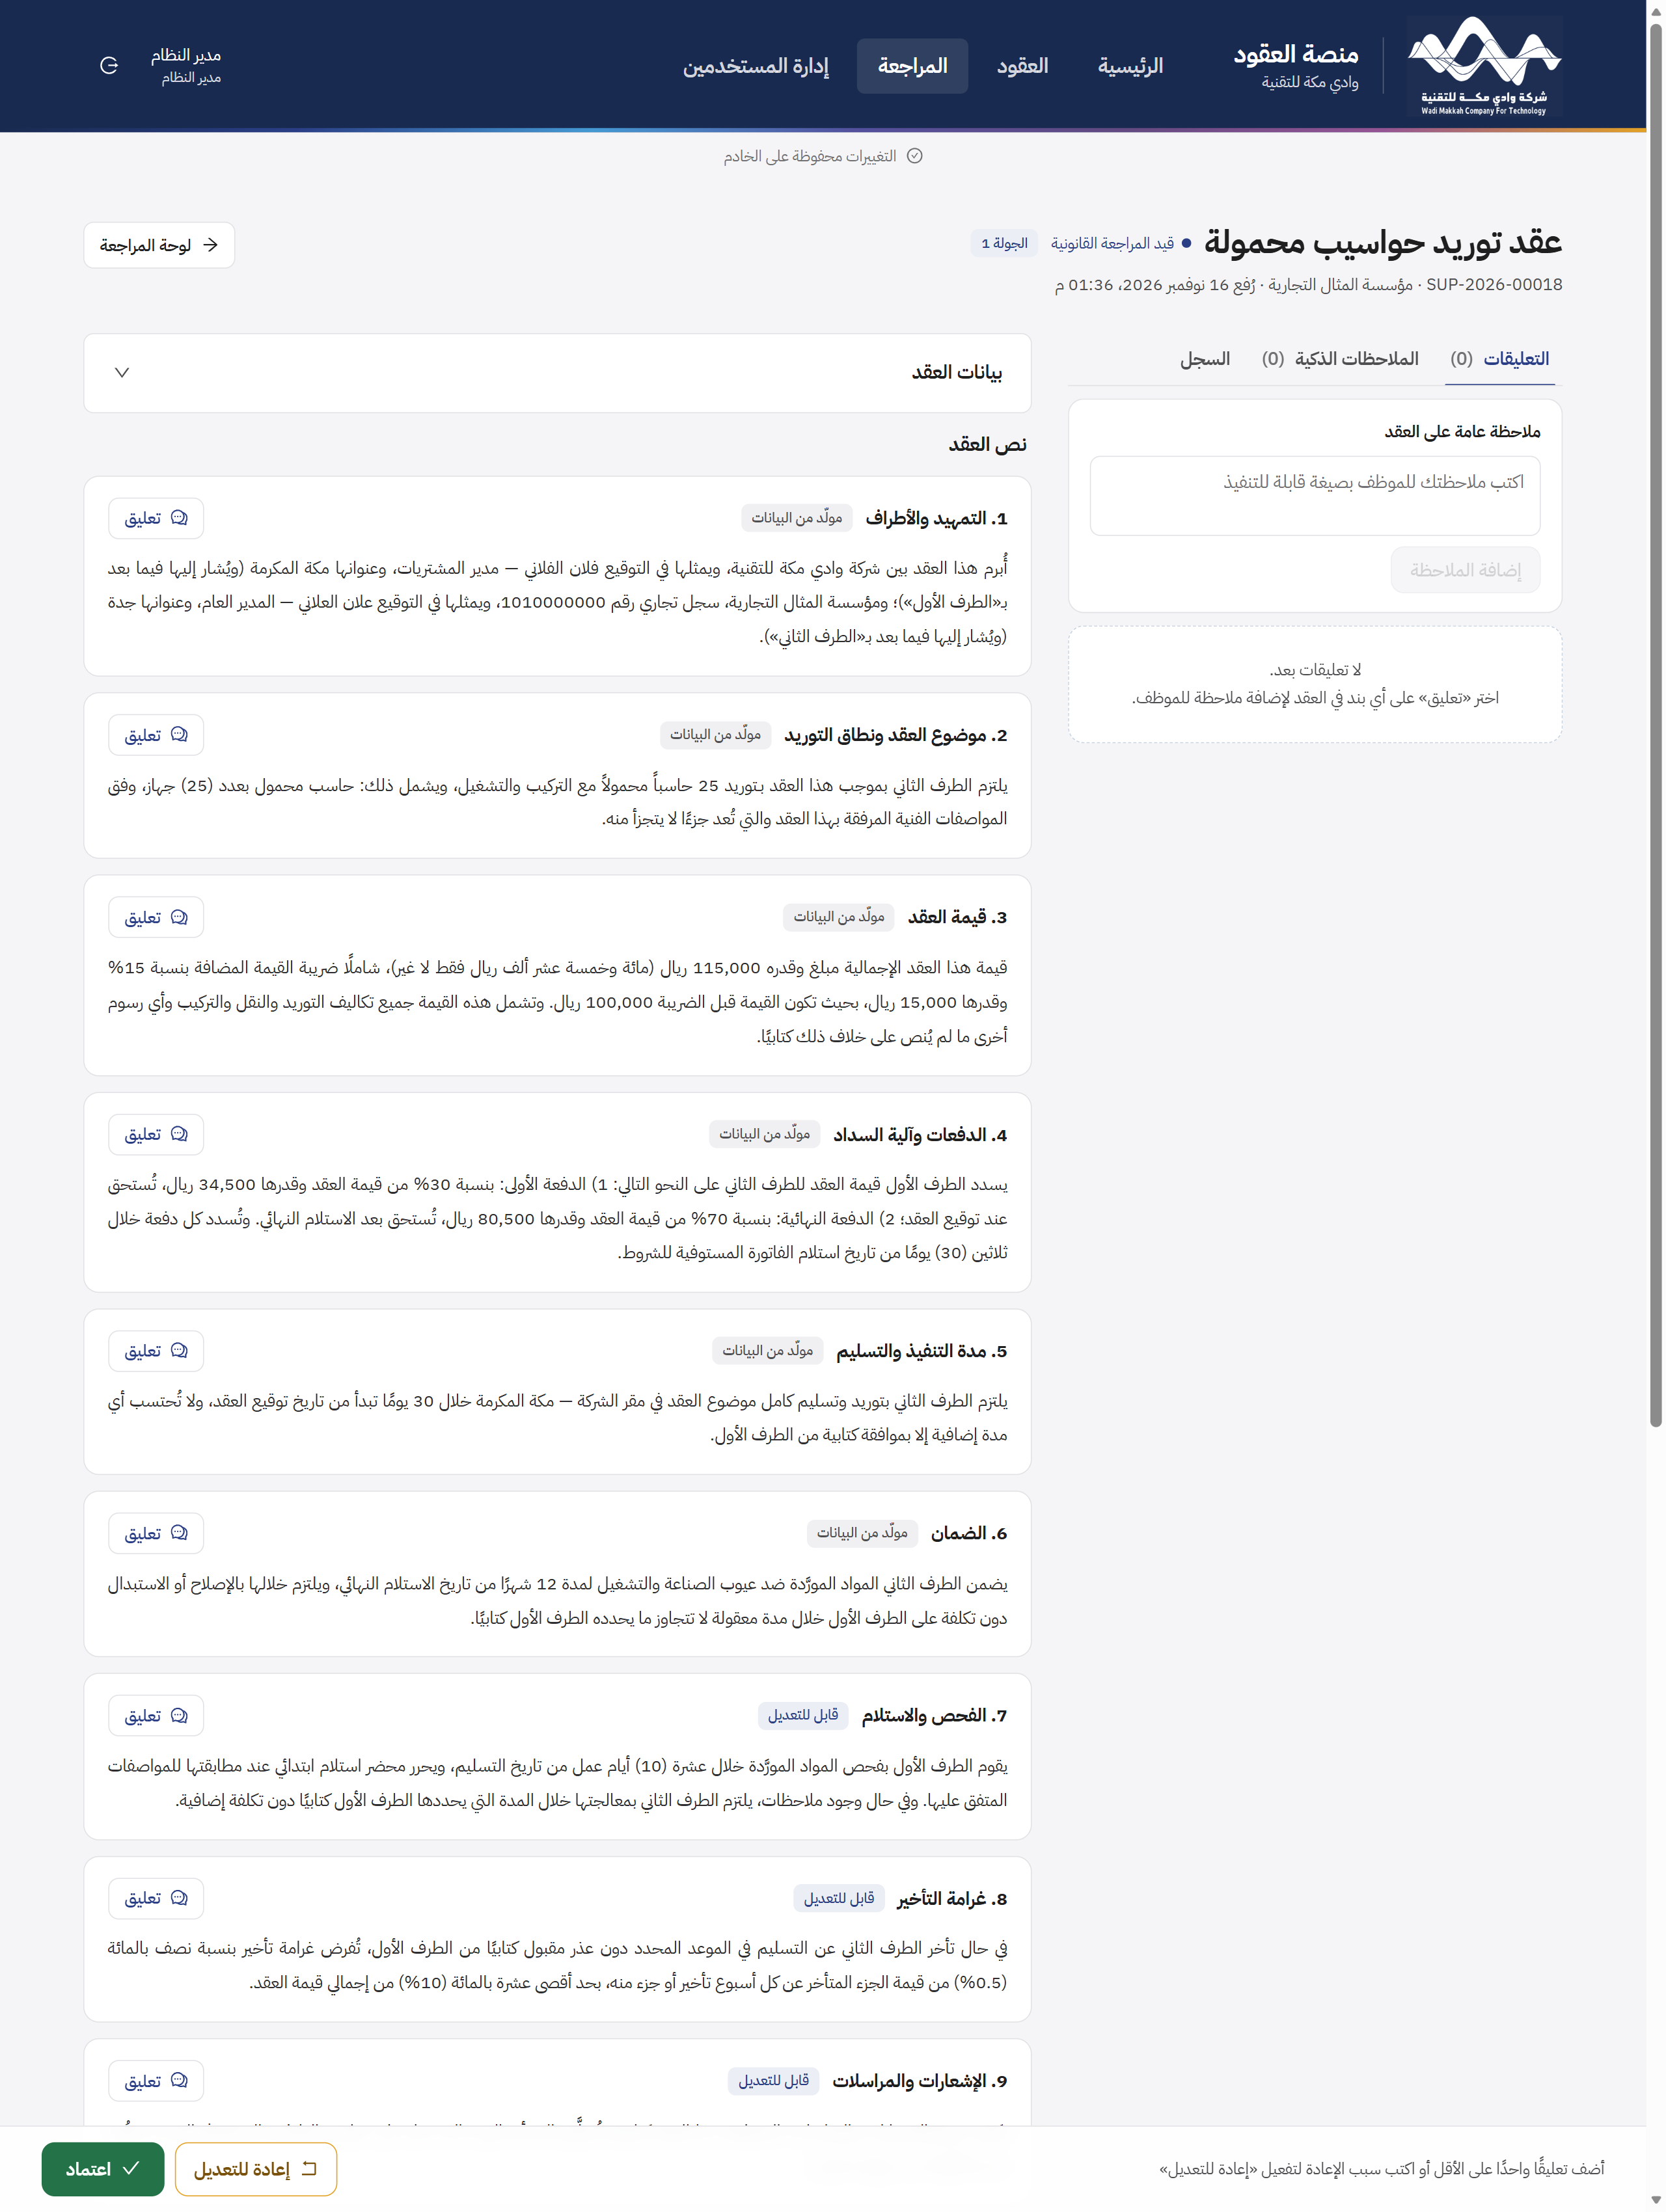 شركة وادي مكة للتقنية
Wadi Makkah Company For Technology
منصة العقود
وادي مكة للتقنية
الرئيسية
العقود
المراجعة
إدارة المستخدمين
مدير النظام
مدير النظام
التغييرات محفوظة على الخادم
عقد توريد حواسيب محمولة
قيد المراجعة القانونية
الجولة 1
SUP-2026-00018 · مؤسسة المثال التجارية · رُفع 16 نوفمبر 2026، 01:36 م
لوحة المراجعة
التعليقات (0)
الملاحظات الذكية (0)
السجل
ملاحظة عامة على العقد
اكتب ملاحظتك للموظف بصيغة قابلة للتنفيذ
إضافة الملاحظة
لا تعليقات بعد.
اختر «تعليق» على أي بند في العقد لإضافة ملاحظة للموظف.
بيانات العقد
نص العقد
1. التمهيد والأطراف
مولّد من البيانات
تعليق
أُبرم هذا العقد بين شركة وادي مكة للتقنية، ويمثلها في التوقيع فلان الفلاني — مدير المشتريات، وعنوانها مكة المكرمة (ويُشار إليها فيما بعد
بـ«الطرف الأول»)؛ ومؤسسة المثال التجارية، سجل تجاري رقم 1010000000، ويمثلها في التوقيع علان العلاني — المدير العام، وعنوانها جدة
(ويُشار إليها فيما بعد بـ«الطرف الثاني»).
2. موضوع العقد ونطاق التوريد
مولّد من البيانات
تعليق
يلتزم الطرف الثاني بموجب هذا العقد بـتوريد 25 حاسباً محمولاً مع التركيب والتشغيل، ويشمل ذلك: حاسب محمول بعدد (25) جهاز، وفق
المواصفات الفنية المرفقة بهذا العقد والتي تُعد جزءًا لا يتجزأ منه.
3. قيمة العقد
مولّد من البيانات
تعليق
قيمة هذا العقد الإجمالية مبلغ وقدره 115,000 ريال (مائة وخمسة عشر ألف ريال فقط لا غير)، شاملًا ضريبة القيمة المضافة بنسبة 15%
وقدرها 15,000 ريال، بحيث تكون القيمة قبل الضريبة 100,000 ريال. وتشمل هذه القيمة جميع تكاليف التوريد والنقل والتركيب وأي رسوم
أخرى ما لم يُنص على خلاف ذلك كتابيًا.
4. الدفعات وآلية السداد
مولّد من البيانات
تعليق
يسدد الطرف الأول قيمة العقد للطرف الثاني على النحو التالي: 1) الدفعة الأولى: بنسبة 30% من قيمة العقد وقدرها 34,500 ريال، تُستحق
عند توقيع العقد؛ 2) الدفعة النهائية: بنسبة 70% من قيمة العقد وقدرها 80,500 ريال، تُستحق بعد الاستلام النهائي. وتُسدد كل دفعة خلال
ثلاثين (30) يومًا من تاريخ استلام الفاتورة المستوفية للشروط.
5. مدة التنفيذ والتسليم
مولّد من البيانات
تعليق
يلتزم الطرف الثاني بتوريد وتسليم كامل موضوع العقد في مقر الشركة — مكة المكرمة خلال 30 يومًا تبدأ من تاريخ توقيع العقد، ولا تُحتسب أي
مدة إضافية إلا بموافقة كتابية من الطرف الأول.
6. الضمان
مولّد من البيانات
تعليق
يضمن الطرف الثاني المواد المورَّدة ضد عيوب الصناعة والتشغيل لمدة 12 شهرًا من تاريخ الاستلام النهائي، ويلتزم خلالها بالإصلاح أو الاستبدال
دون تكلفة على الطرف الأول خلال مدة معقولة لا تتجاوز ما يحدده الطرف الأول كتابيًا.
7. الفحص والاستلام
قابل للتعديل
تعليق
يقوم الطرف الأول بفحص المواد المورَّدة خلال عشرة (10) أيام عمل من تاريخ التسليم، ويحرر محضر استلام ابتدائي عند مطابقتها للمواصفات
المتفق عليها. وفي حال وجود ملاحظات، يلتزم الطرف الثاني بمعالجتها خلال المدة التي يحددها الطرف الأول كتابيًا دون تكلفة إضافية.
8. غرامة التأخير
قابل للتعديل
تعليق
في حال تأخر الطرف الثاني عن التسليم في الموعد المحدد دون عذر مقبول كتابيًا من الطرف الأول، تُفرض غرامة تأخير بنسبة نصف بالمائة
(0.5%) من قيمة الجزء المتأخر عن كل أسبوع تأخير أو جزء منه، بحد أقصى عشرة بالمائة (10%) من إجمالي قيمة العقد.
9. الإشعارات والمراسلات
قابل للتعديل
تعليق
أضف تعليقًا واحدًا على الأقل أو اكتب سبب الإعادة لتفعيل «إعادة للتعديل»
إعادة للتعديل
اعتماد